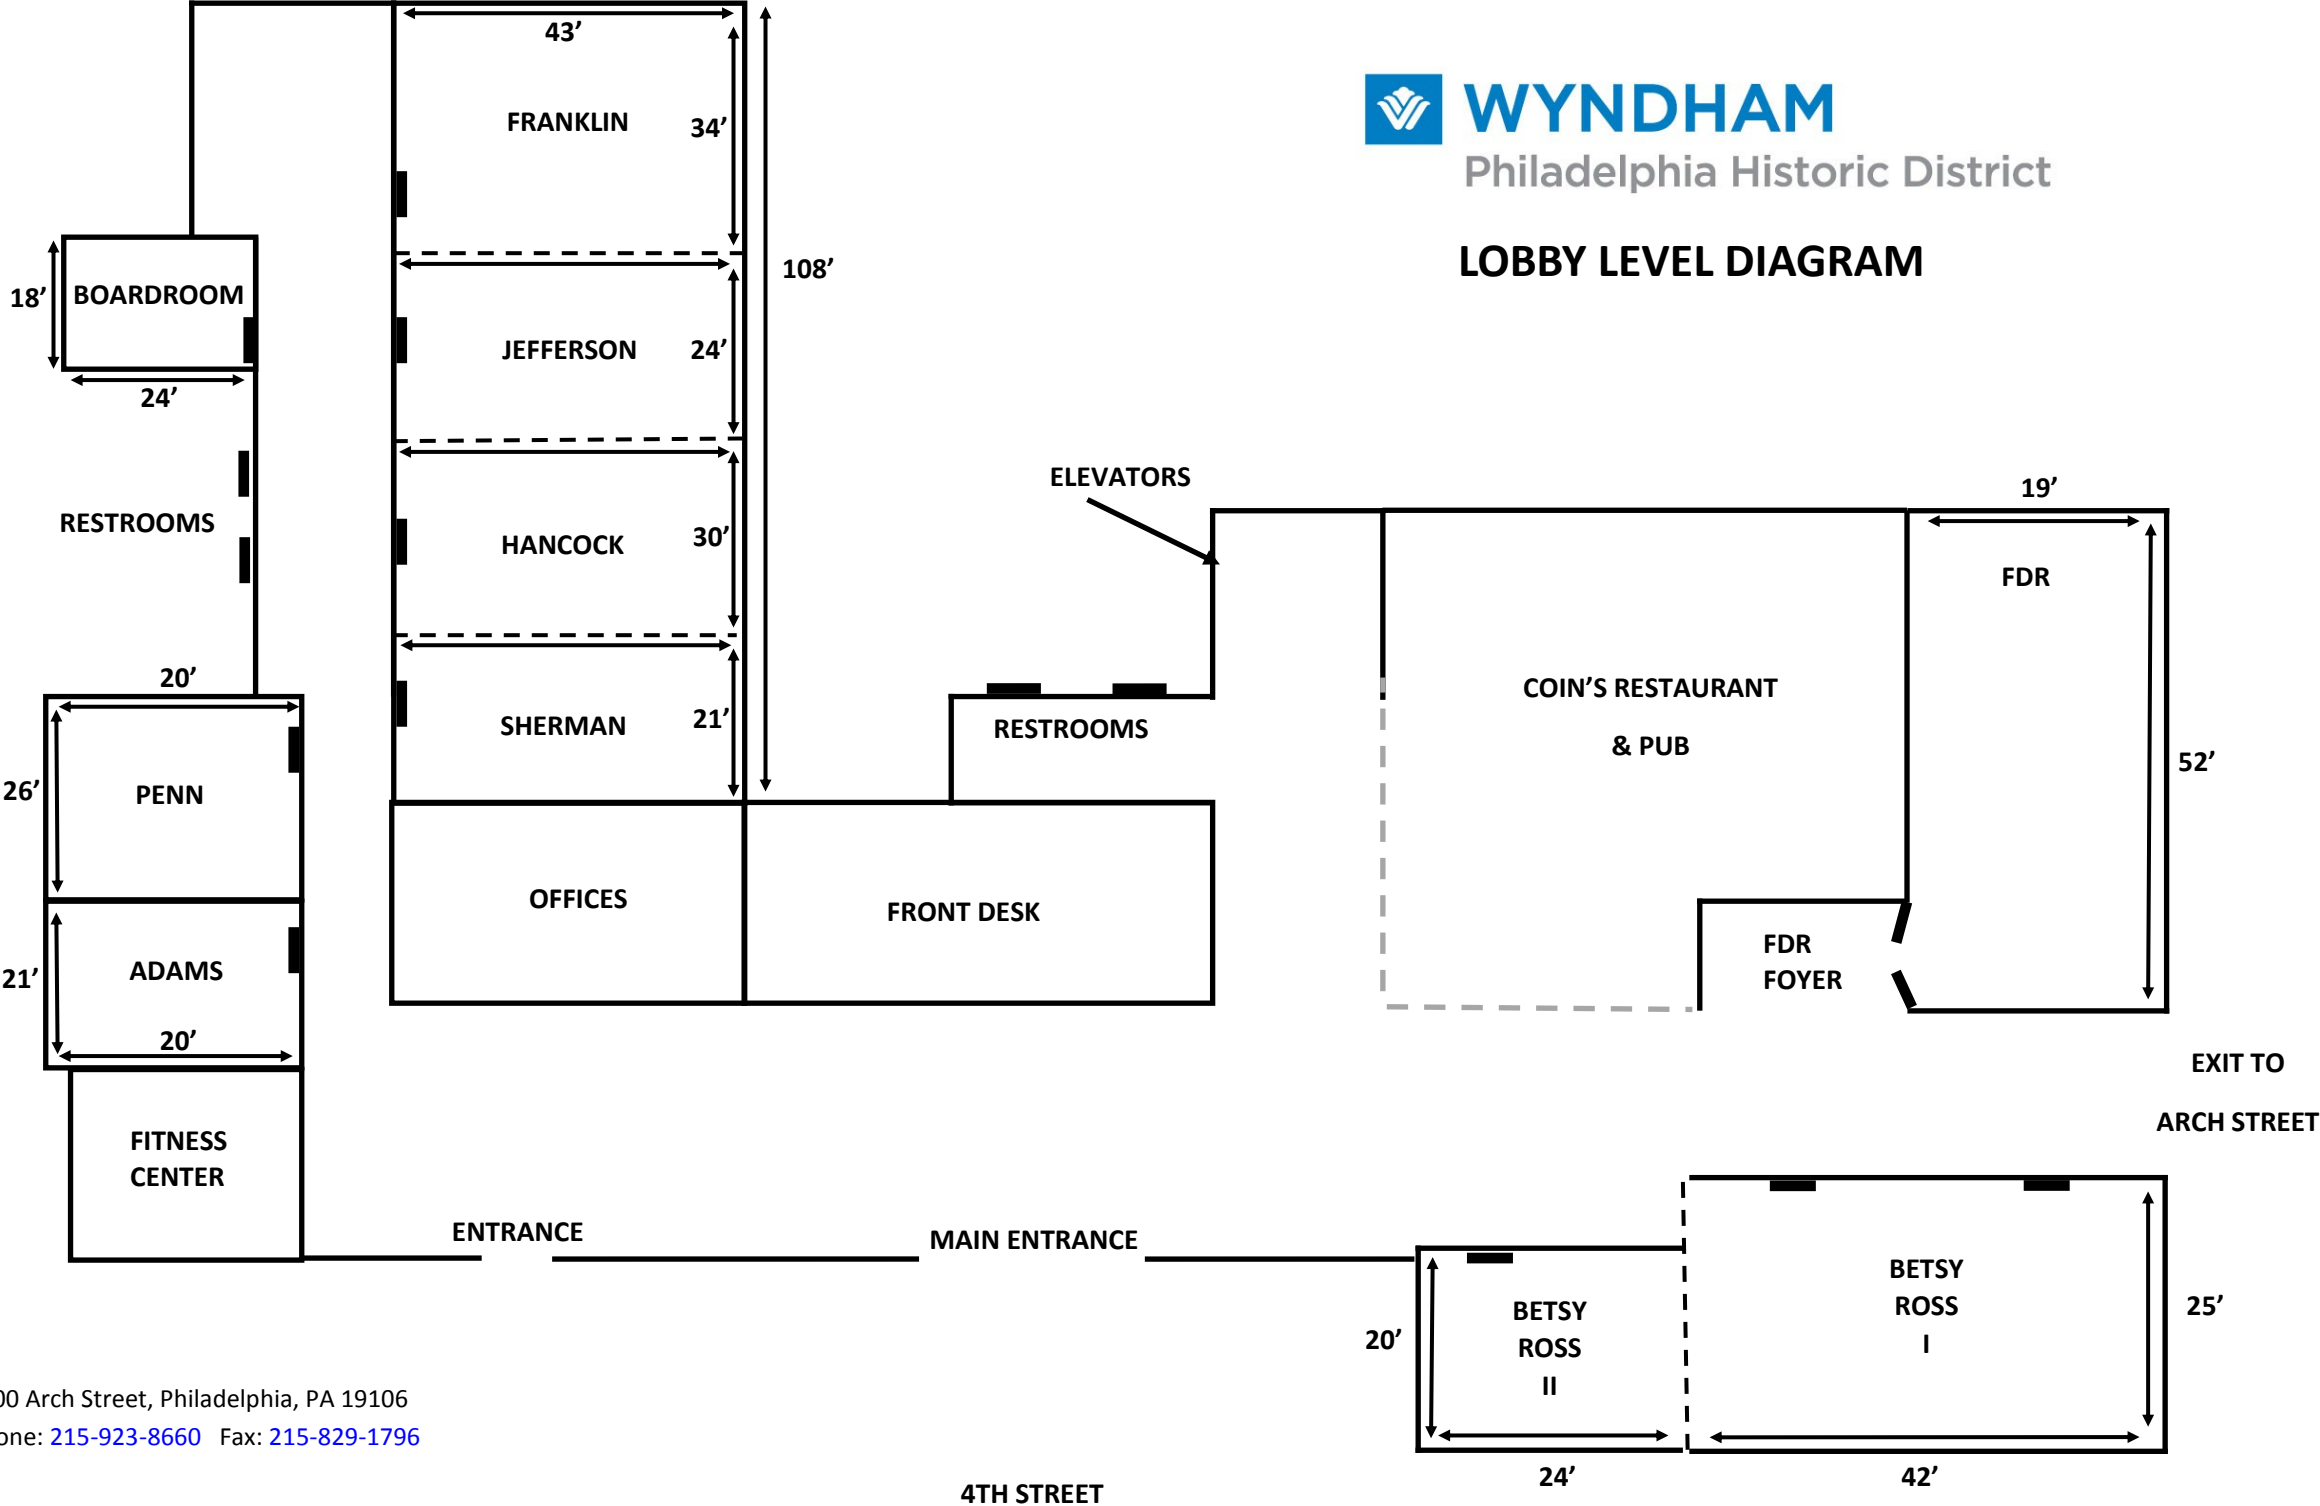 43’
FRANKLIN
34’
WYNDHAM
Philadelphia Historic District
LOBBY LEVEL DIAGRAM
108’
18’
BOARDROOM
24’
JEFFERSON
24’
ELEVATORS
19’
RESTROOMS
HANCOCK
30’
FDR
20’
COIN’S RESTAURANT
& PUB
SHERMAN
21’
RESTROOMS
52’
26’
PENN
OFFICES
FRONT DESK
FDR
FOYER
21’
ADAMS
20’
EXIT TO
ARCH STREET
FITNESS
CENTER
ENTRANCE
MAIN ENTRANCE
BETSY
ROSS
I
25’
BETSY
ROSS
II
20’
00 Arch Street, Philadelphia, PA 19106
one: 215-923-8660 Fax: 215-829-1796
24’
42’
4TH STREET